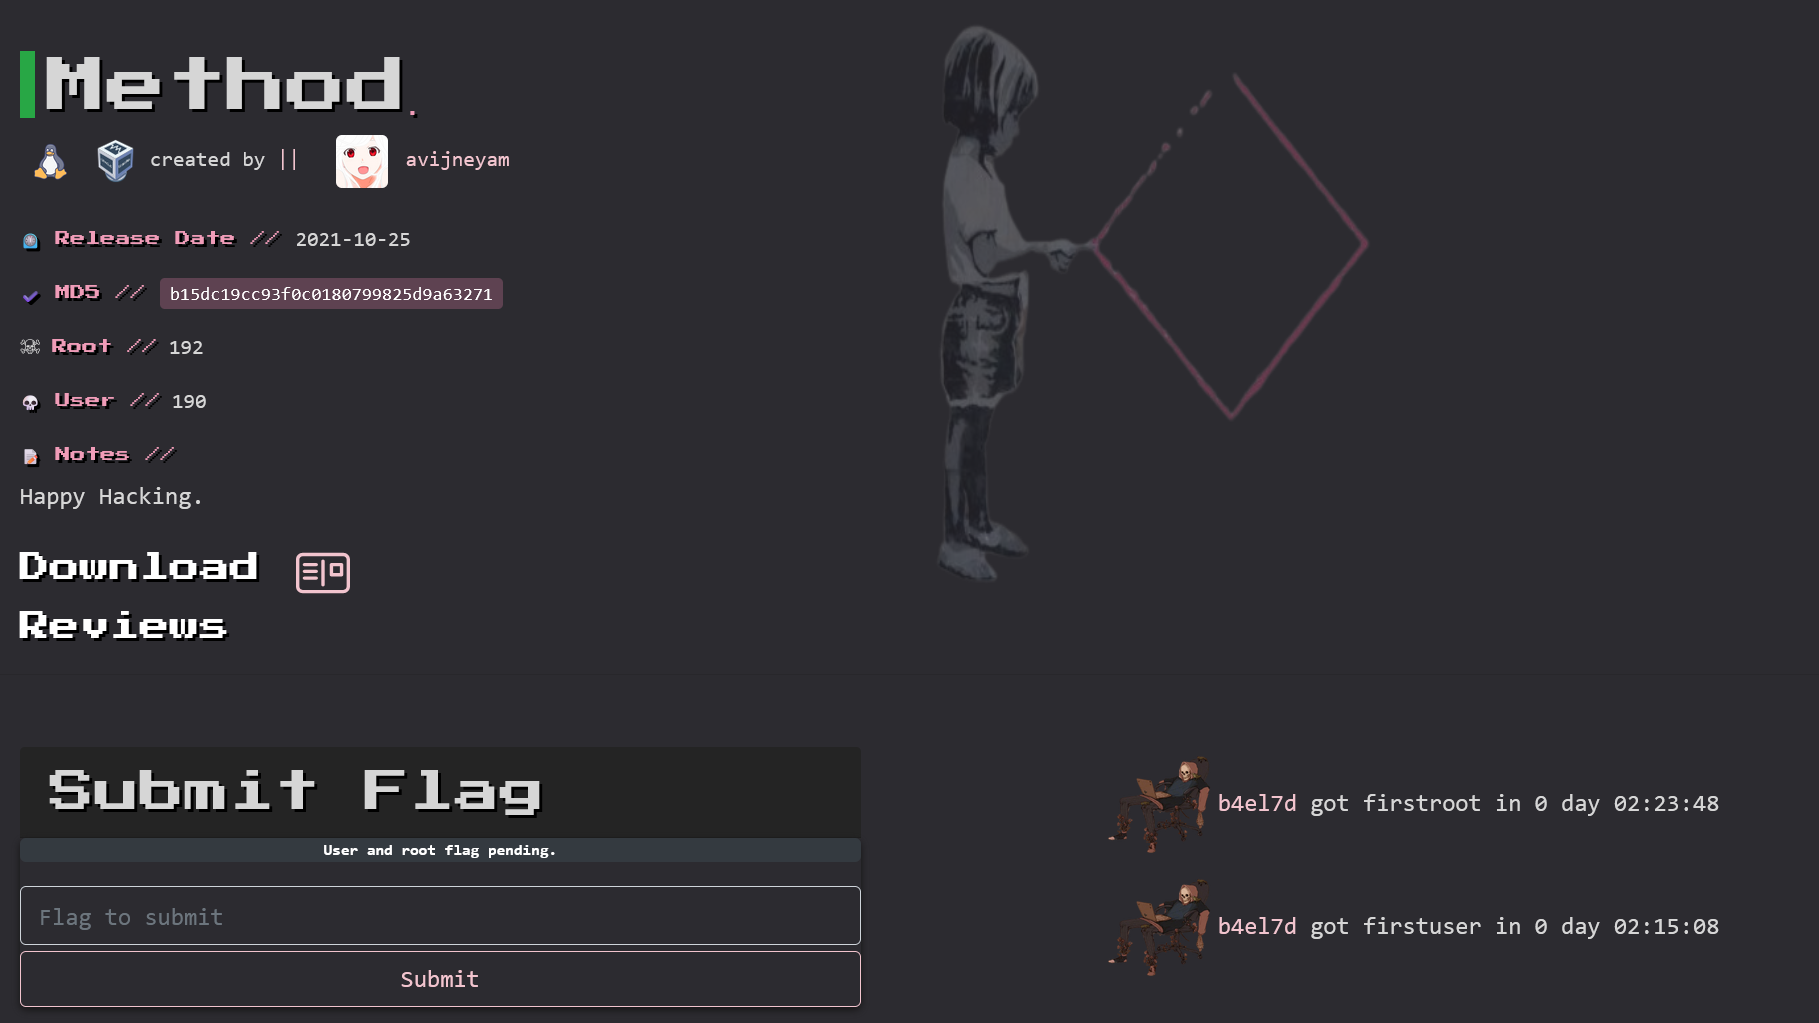 Method.
created by || avijneyam
Release Date // 2021-10-25
MD5 // b15dc19cc93f0c0180799825d9a63271
Root // 192
User // 190
Notes //
Happy Hacking.
Download
Reviews
Submit Flag
User and root flag pending.
Flag to submit
Submit
b4el7d got firstroot in 0 day 02:23:48
b4el7d got firstuser in 0 day 02:15:08